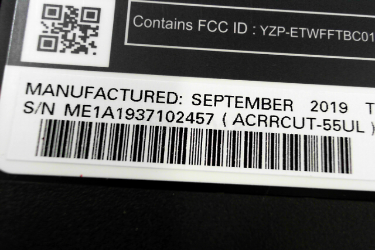 Contains FCC ID : YZP-ETWFFTBC01
MANUFACTURED: SEPTEMBER 2019 T
S/N ME1A1937102457 ( ACRRCUT-55UL )